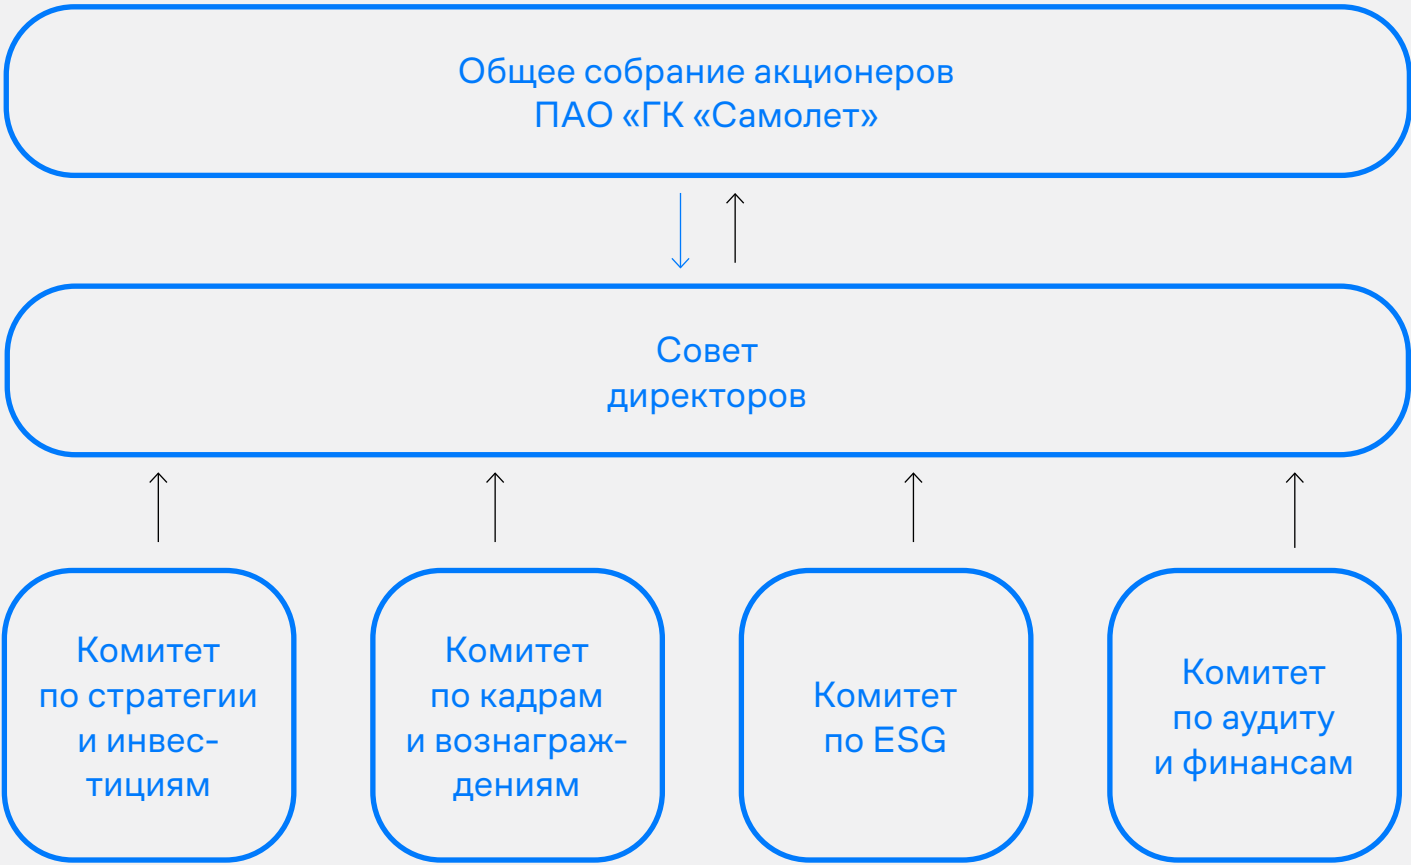 Общее собрание акционеров
ПАО «ГК «Самолет»
Совет
директоров
Комитет
по стратегии
и инвес-
тициям
Комитет
по кадрам
и вознаграж-
дениям
Комитет
по ESG
Комитет
по аудиту
и финансам